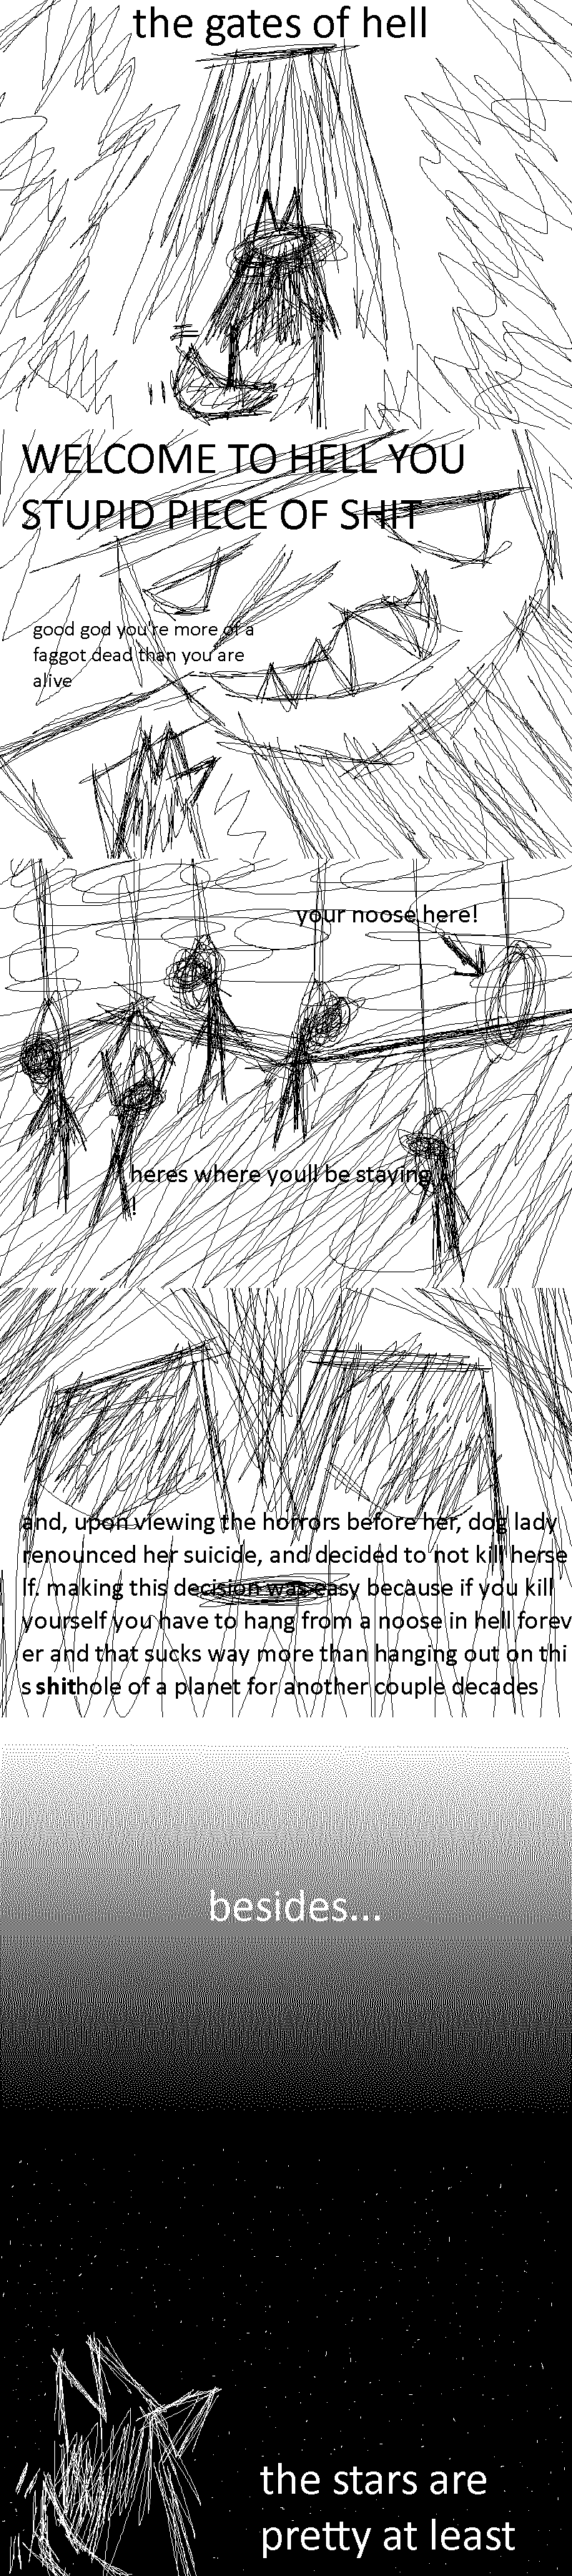 the gates of hell
WELCOME TO HELL YOU
STUPID PIECE OF SHIT
good god you're more of a
faggot dead than you are
alive
your noose here!
heres where youll be staying
!
and, upon viewing the horrors before her, dog lady
renounced her suicide, and decided to not kill herse
lf. making this decision was easy because if you kill
yourself you have to hang from a noose in hell forev
er and that sucks way more than hanging out on thi
s shithole of a planet for another couple decades
besides...
the stars are
pretty at least